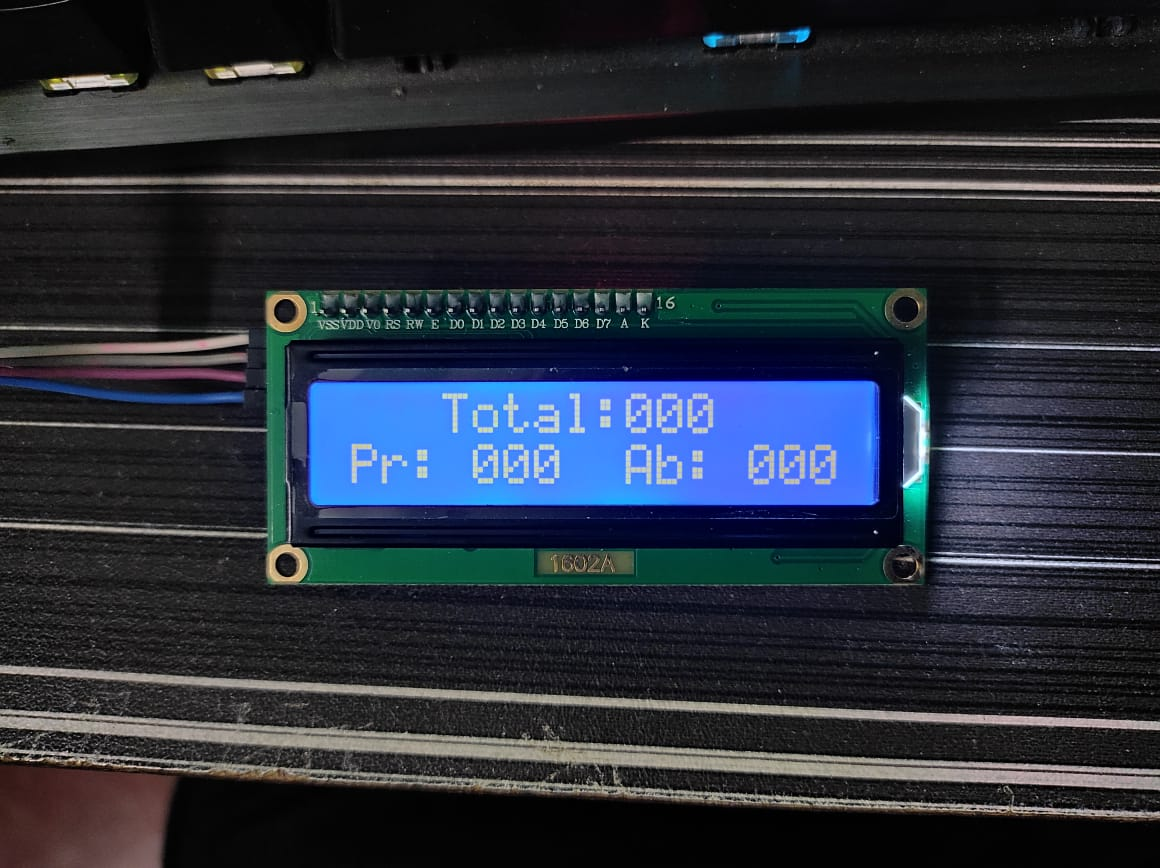 1 16
VSS VDD V0 RS RW E D0 D1 D2 D3 D4 D5 D6 D7 A K
Total:000
Pr: 000 Ab: 000
1602A